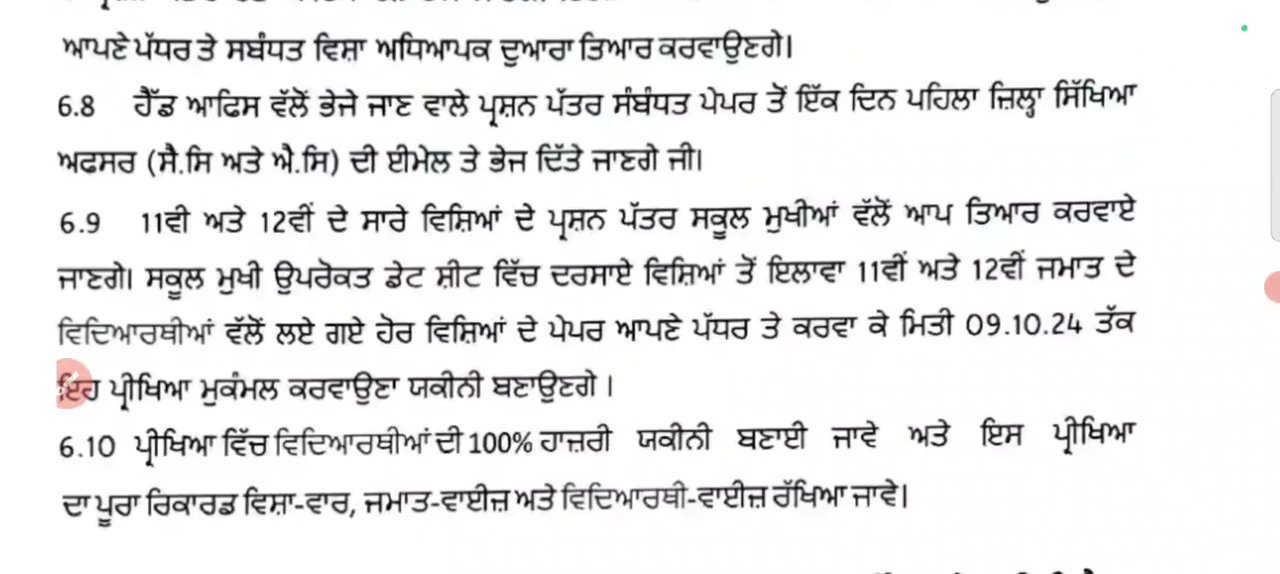 ਆਪਣੇ ਪੱਧਰ ਤੇ ਸਬੰਧਤ ਵਿਸ਼ਾ ਅਧਿਆਪਕ ਦੁਆਰਾ ਤਿਆਰ ਕਰਵਾਉਣਗੇ।
6.8 ਹੈੱਡ ਆਫਿਸ ਵੱਲੋਂ ਭੇਜੇ ਜਾਣ ਵਾਲੇ ਪ੍ਰਸ਼ਨ ਪੱਤਰ ਸੰਬੰਧਤ ਪੇਪਰ ਤੋਂ ਇੱਕ ਦਿਨ ਪਹਿਲਾ ਜ਼ਿਲ੍ਹਾ ਸਿੱਖਿਆ
ਅਫਸਰ (ਸੈ.ਸਿ ਅਤੇ ਐ.ਸਿ) ਦੀ ਈਮੇਲ ਤੇ ਭੇਜ ਦਿੱਤੇ ਜਾਣਗੇ ਜੀ।
6.9 11ਵੀ ਅਤੇ 12ਵੀਂ ਦੇ ਸਾਰੇ ਵਿਸ਼ਿਆਂ ਦੇ ਪ੍ਰਸ਼ਨ ਪੱਤਰ ਸਕੂਲ ਮੁਖੀਆਂ ਵੱਲੋਂ ਆਪ ਤਿਆਰ ਕਰਵਾਏ
ਜਾਣਗੇ। ਸਕੂਲ ਮੁਖੀ ਉਪਰੋਕਤ ਡੇਟ ਸ਼ੀਟ ਵਿੱਚ ਦਰਸਾਏ ਵਿਸ਼ਿਆਂ ਤੋਂ ਇਲਾਵਾ 11ਵੀਂ ਅਤੇ 12ਵੀਂ ਜਮਾਤ ਦੇ
ਵਿਦਿਆਰਥੀਆਂ ਵੱਲੋਂ ਲਏ ਗਏ ਹੋਰ ਵਿਸ਼ਿਆਂ ਦੇ ਪੇਪਰ ਆਪਣੇ ਪੱਧਰ ਤੇ ਕਰਵਾ ਕੇ ਮਿਤੀ 09.10.24 ਤੱਕ
ਇਹ ਪ੍ਰੀਖਿਆ ਮੁਕੰਮਲ ਕਰਵਾਉਣਾ ਯਕੀਨੀ ਬਣਾਉਣਗੇ ।
6.10 ਪ੍ਰੀਖਿਆ ਵਿੱਚ ਵਿਦਿਆਰਥੀਆਂ ਦੀ 100% ਹਾਜ਼ਰੀ ਯਕੀਨੀ ਬਣਾਈ ਜਾਵੇ ਅਤੇ ਇਸ ਪ੍ਰੀਖਿਆ
ਦਾ ਪੂਰਾ ਰਿਕਾਰਡ ਵਿਸ਼ਾ-ਵਾਰ, ਜਮਾਤ-ਵਾਈਜ਼ ਅਤੇ ਵਿਦਿਆਰਥੀ-ਵਾਈਜ਼ ਰੱਖਿਆ ਜਾਵੇ।